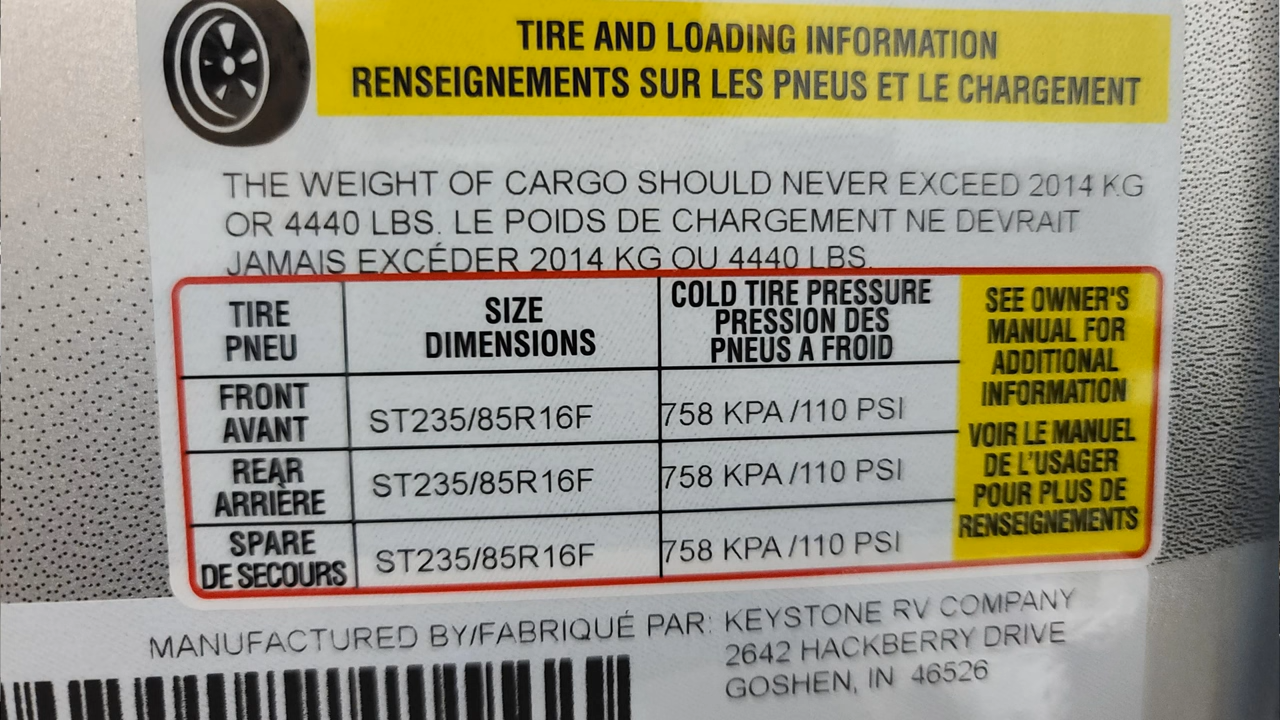 TIRE AND LOADING INFORMATION
RENSEIGNEMENTS SUR LES PNEUS ET LE CHARGEMENT
THE WEIGHT OF CARGO SHOULD NEVER EXCEED 2014 KG
OR 4440 LBS. LE POIDS DE CHARGEMENT NE DEVRAIT
JAMAIS EXCÉDER 2014 KG OU 4440 LBS.
TIRE
PNEU
SIZE
DIMENSIONS
COLD TIRE PRESSURE
PRESSION DES
PNEUS A FROID
FRONT
AVANT
ST235/85R16F
758 KPA /110 PSI
REAR
ARRIÈRE
ST235/85R16F
758 KPA /110 PSI
SPARE
DE SECOURS
ST235/85R16F
758 KPA /110 PSI
SEE OWNER'S
MANUAL FOR
ADDITIONAL
INFORMATION
VOIR LE MANUEL
DE L'USAGER
POUR PLUS DE
RENSEIGNEMENTS
MANUFACTURED BY/FABRIQUÉ PAR: KEYSTONE RV COMPANY
2642 HACKBERRY DRIVE
GOSHEN, IN 46526